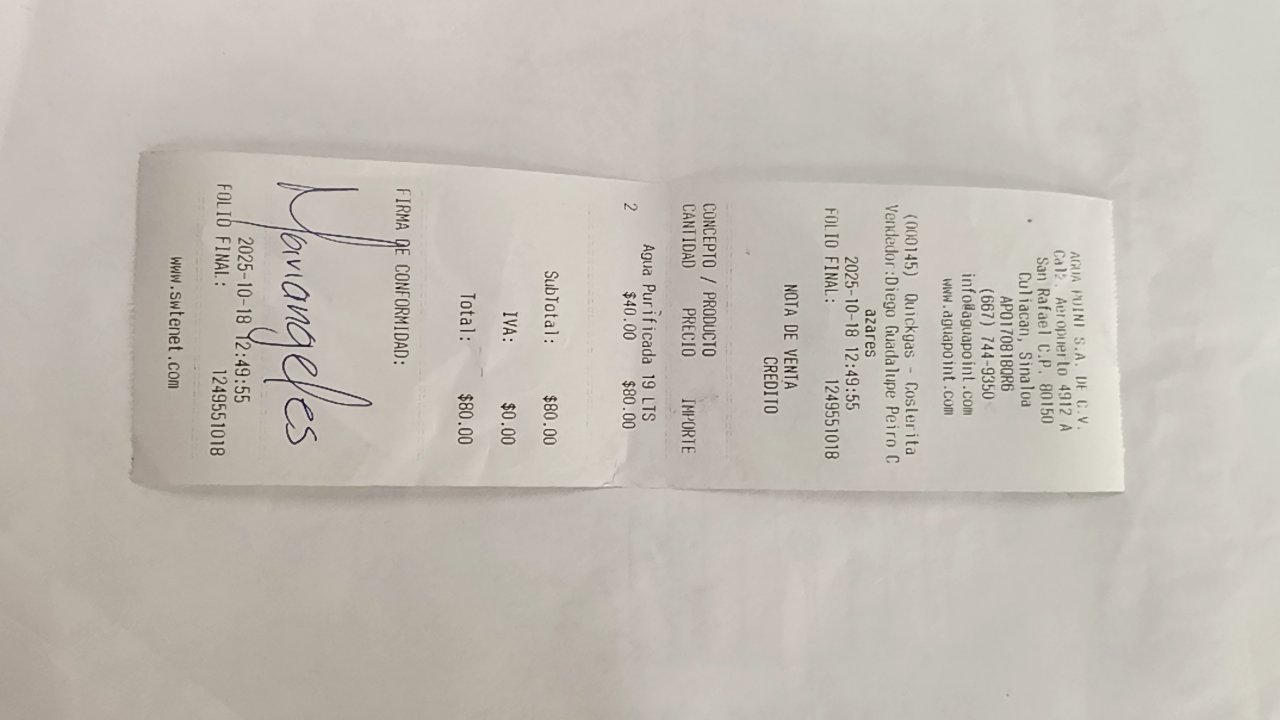 AGUA PUINI S.A. DE C.V.
Calz. Aeropuerto 4912 A
San Rafael C.P. 80150
Culiacan, Sinaloa
APO170818QR6
(667) 744-9350
info@aguapoint.com
www.aguapoint.com
(000145) Quickgas - Costerita
Vendedor:Diego Guadalupe Peiro C
azares
2025-10-18 12:49:55
FOLIO FINAL: 1249551018
NOTA DE VENTA
CREDITO
CONCEPTO / PRODUCTO
CANTIDAD PRECIO IMPORTE
Agua Purificada 19 LTS
2 $40.00 $80.00
SubTotal: $80.00
IVA: $0.00
Total: $80.00
FIRMA DE CONFORMIDAD:
Mariangeles
2025-10-18 12:49:55
FOLIO FINAL: 1249551018
www.swtenet.com